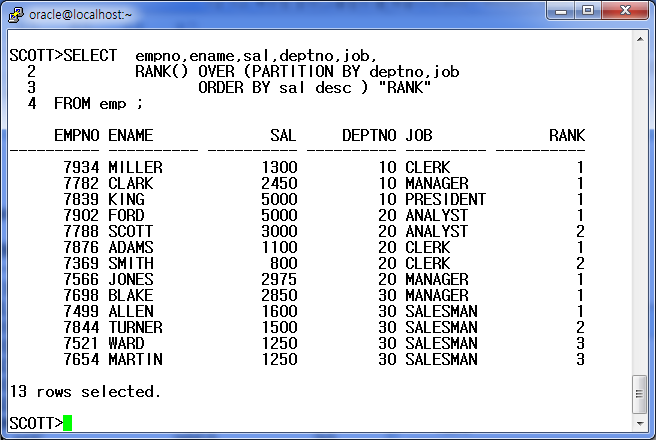 oracle@localhost:~
SCOTT>SELECT  empno,ename,sal,deptno,job,
  2           RANK() OVER (PARTITION BY deptno,job
  3                  ORDER BY sal desc ) "RANK"
  4  FROM emp ;
     EMPNO ENAME             SAL     DEPTNO JOB             RANK
---------- ---------- ---------- ---------- --------- ----------
      7934 MILLER           1300         10 CLERK              1
      7782 CLARK            2450         10 MANAGER            1
      7839 KING             5000         10 PRESIDENT          1
      7902 FORD             5000         20 ANALYST            1
      7788 SCOTT            3000         20 ANALYST            2
      7876 ADAMS            1100         20 CLERK              1
      7369 SMITH             800         20 CLERK              2
      7566 JONES            2975         20 MANAGER            1
      7698 BLAKE            2850         30 MANAGER            1
      7499 ALLEN            1600         30 SALESMAN           1
      7844 TURNER           1500         30 SALESMAN           2
      7521 WARD             1250         30 SALESMAN           3
      7654 MARTIN           1250         30 SALESMAN           3
13 rows selected.
SCOTT>